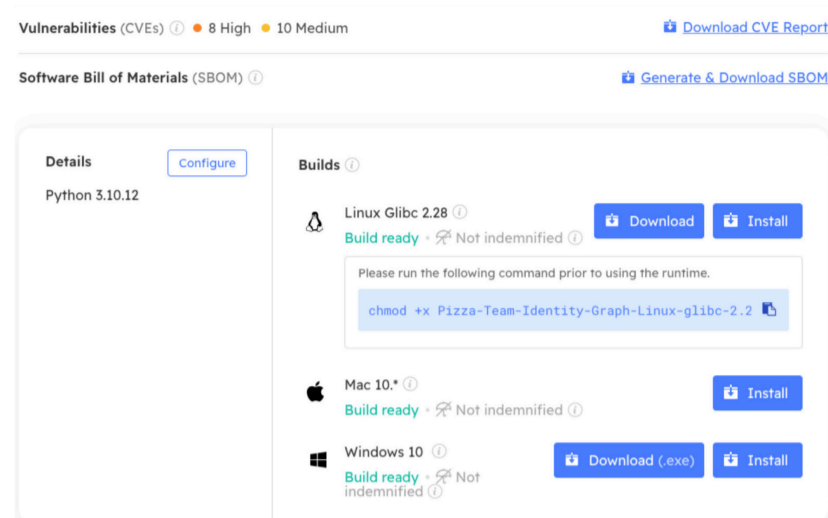 Vulnerabilities (CVEs) 8 High 10 Medium Download CVE Report
Software Bill of Materials (SBOM) Generate & Download SBOM
Details Configure
Python 3.10.12
Builds
Linux Glibc 2.28
Build ready • Not indemnified
Download Install
Please run the following command prior to using the runtime.
chmod +x Pizza-Team-Identity-Graph-Linux-glibc-2.2
Mac 10.*
Build ready • Not indemnified
Install
Windows 10
Build ready • Not
indemnified
Download (.exe) Install